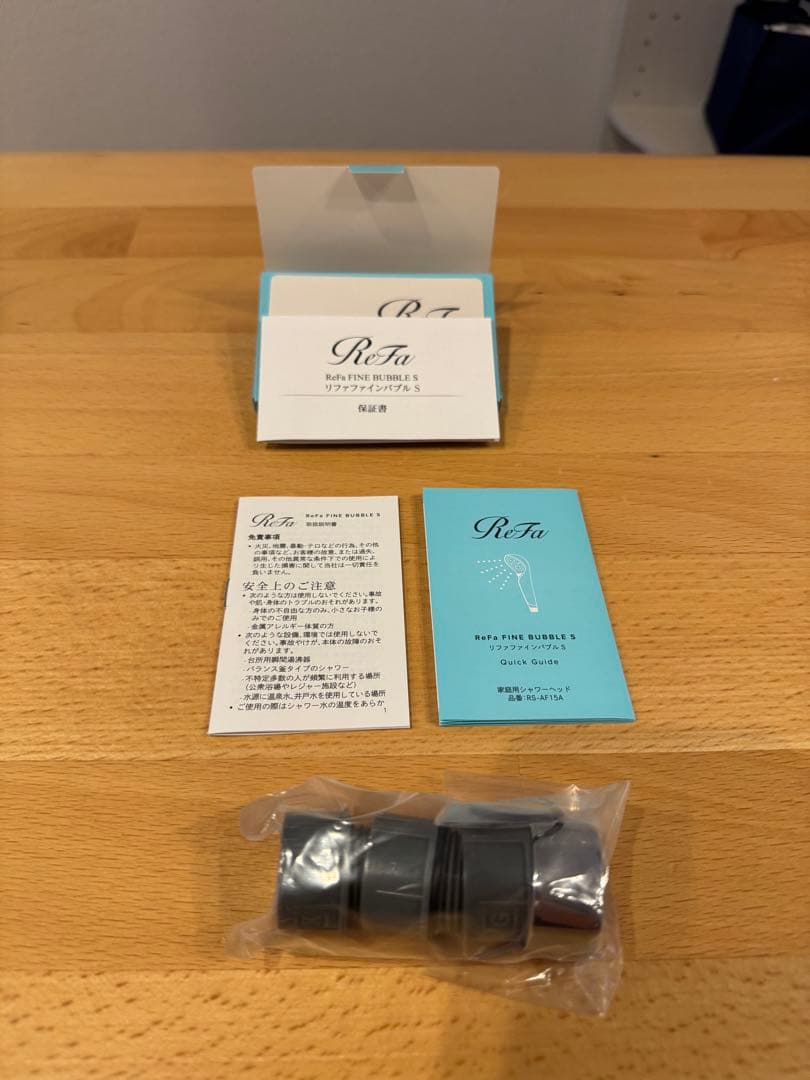 ReFa
ReFa
ReFa FINE BUBBLE S
リファファインバブル S
保証書
ReFa
ReFa FINE BUBBLE S
取扱説明書
免責事項
• 火災、地震、暴動・テロなどの行為、その他
の事項など、お客様の故意、または過失、
誤用、その他異常な条件下での使用によ
り生じた損害に関して当社は一切責任を
負いません。
安全上のご注意
• 次のような方は使用しないでください。事故
や肌・身体のトラブルのおそれがあります。
・身体の不自由な方のみ、小さなお子様の
みでのご使用
・金属アレルギー体質の方
• 次のような設備、環境では使用しないで
ください。事故やけが、本体の故障のおそ
れがあります。
・台所用瞬間湯沸器
・バランス釜タイプのシャワー
・不特定多数の人が頻繁に利用する場所
（公衆浴場やレジャー施設など）
・水源に温泉水、井戸水を使用している場所
• ご使用の際はシャワー水の温度をあらか
1
ReFa
ReFa FINE BUBBLE S
リファファインバブル S
Quick Guide
家庭用シャワーヘッド
品番:RS-AF15A
G